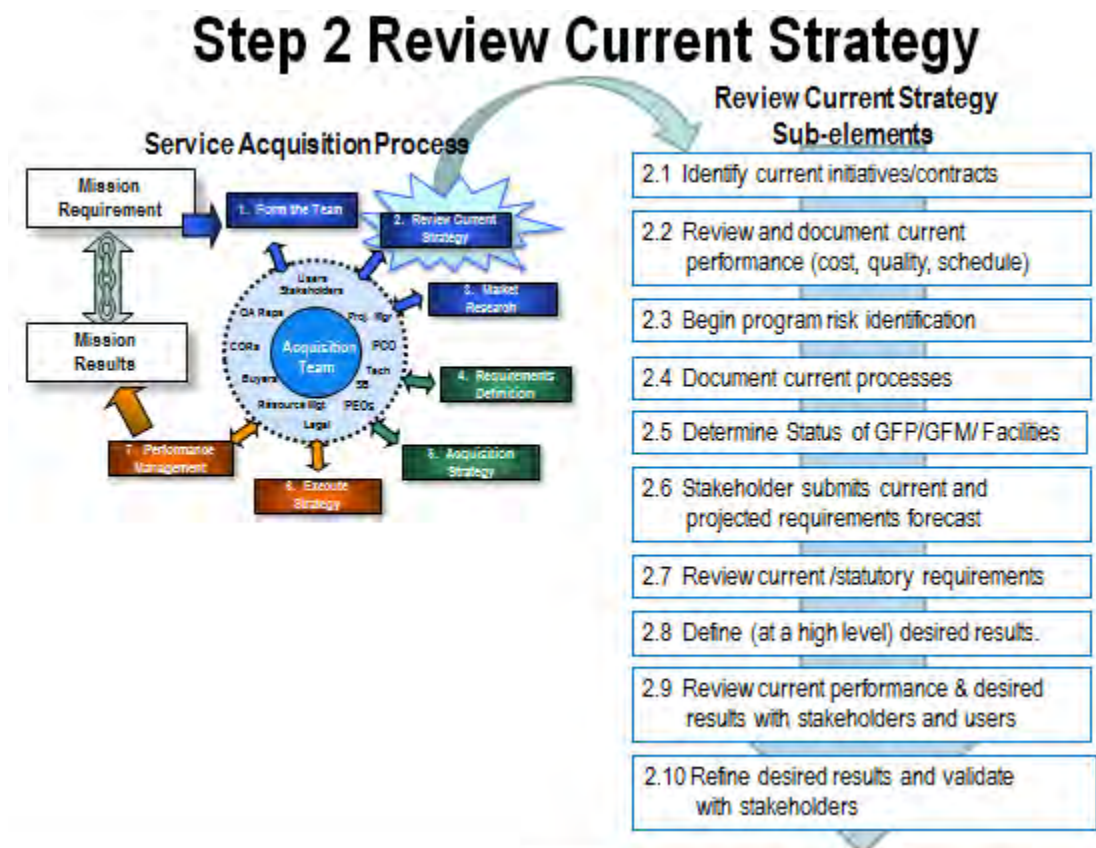 Step 2 Review Current Strategy
Service Acquisition Process
Mission
Requirement
Mission
Results
1. Form the Team
2. Review Current
Strategy
3. Market
Research
4. Requirements
Definition
5. Acquisition
Strategy
6. Execute
Strategy
7. Performance
Management
Users
Stakeholders
QA Reps
Proj. Mgr
CORs
PCO
Acquisition
Team
Tech
Buyers
SB
Resource Mgt.
PEOs
Legal
Review Current Strategy
Sub-elements
2.1 Identify current initiatives/contracts
2.2 Review and document current
performance (cost, quality, schedule)
2.3 Begin program risk identification
2.4 Document current processes
2.5 Determine Status of GFP/GFM/ Facilities
2.6 Stakeholder submits current and
projected requirements forecast
2.7 Review current /statutory requirements
2.8 Define (at a high level) desired results.
2.9 Review current performance & desired
results with stakeholders and users
2.10 Refine desired results and validate
with stakeholders